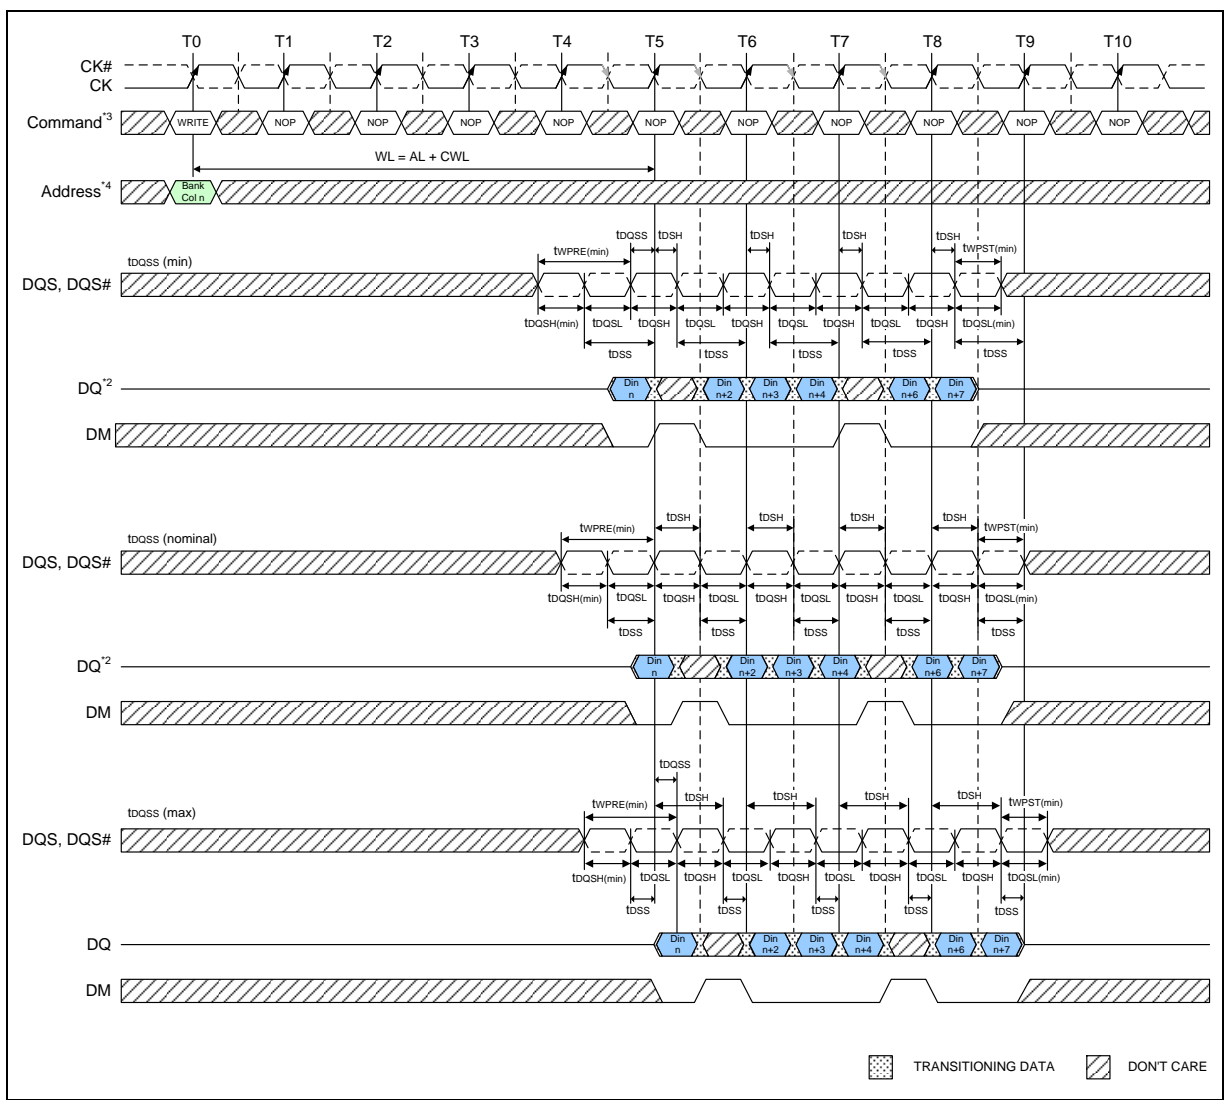 T0 T1 T2 T3 T4 T5 T6 T7 T8 T9 T10
CK#
CK
Command*3 WRITE NOP NOP NOP NOP NOP NOP NOP NOP NOP NOP
WL = AL + CWL
Address*4 Bank Col n
tDQSS tDSH tDSH tDSH tDSH
tWPRE(min) tWPST(min)
tDQSS (min)
DQS, DQS#
tDQSH(min) tDQSL tDQSH tDQSL tDQSH tDQSL tDQSH tDQSL tDQSH tDQSL(min)
tDSS tDSS tDSS tDSS tDSS
DQ*2 Din n Din n+2 Din n+3 Din n+4 Din n+6 Din n+7
DM
tWPRE(min) tDSH tDSH tDSH tDSH tWPST(min)
tDQSS (nominal)
DQS, DQS#
tDQSH(min) tDQSL tDQSH tDQSL tDQSH tDQSL tDQSH tDQSL tDQSH tDQSL(min)
tDSS tDSS tDSS tDSS tDSS
DQ*2 Din n Din n+2 Din n+3 Din n+4 Din n+6 Din n+7
DM
tDQSS
tWPRE(min) tDSH tDSH tDSH tDSH tWPST(min)
tDQSS (max)
DQS, DQS#
tDQSH(min) tDQSL tDQSH tDQSL tDQSH tDQSL tDQSH tDQSL tDQSH tDQSL(min)
tDSS tDSS tDSS tDSS tDSS
DQ Din n Din n+2 Din n+3 Din n+4 Din n+6 Din n+7
DM
TRANSITIONING DATA DON'T CARE